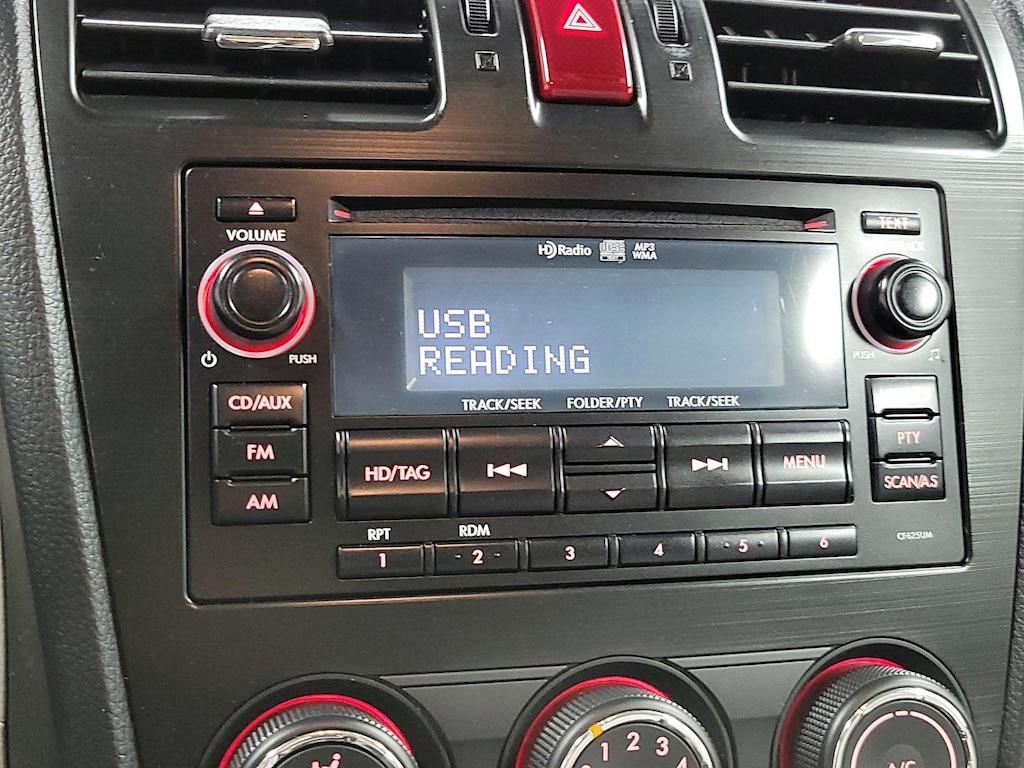 VOLUME
TEXT
HD Radio
DISC
MP3
WMA
USB
READING
PUSH
PUSH
TRACK/SEEK
FOLDER/PTY
TRACK/SEEK
CD/AUX
FM
AM
HD/TAG
MENU
PTY
SCAN/AS
RPT
RDM
1
2
3
4
5
6
CF625UM
1 2 3
4
A/C